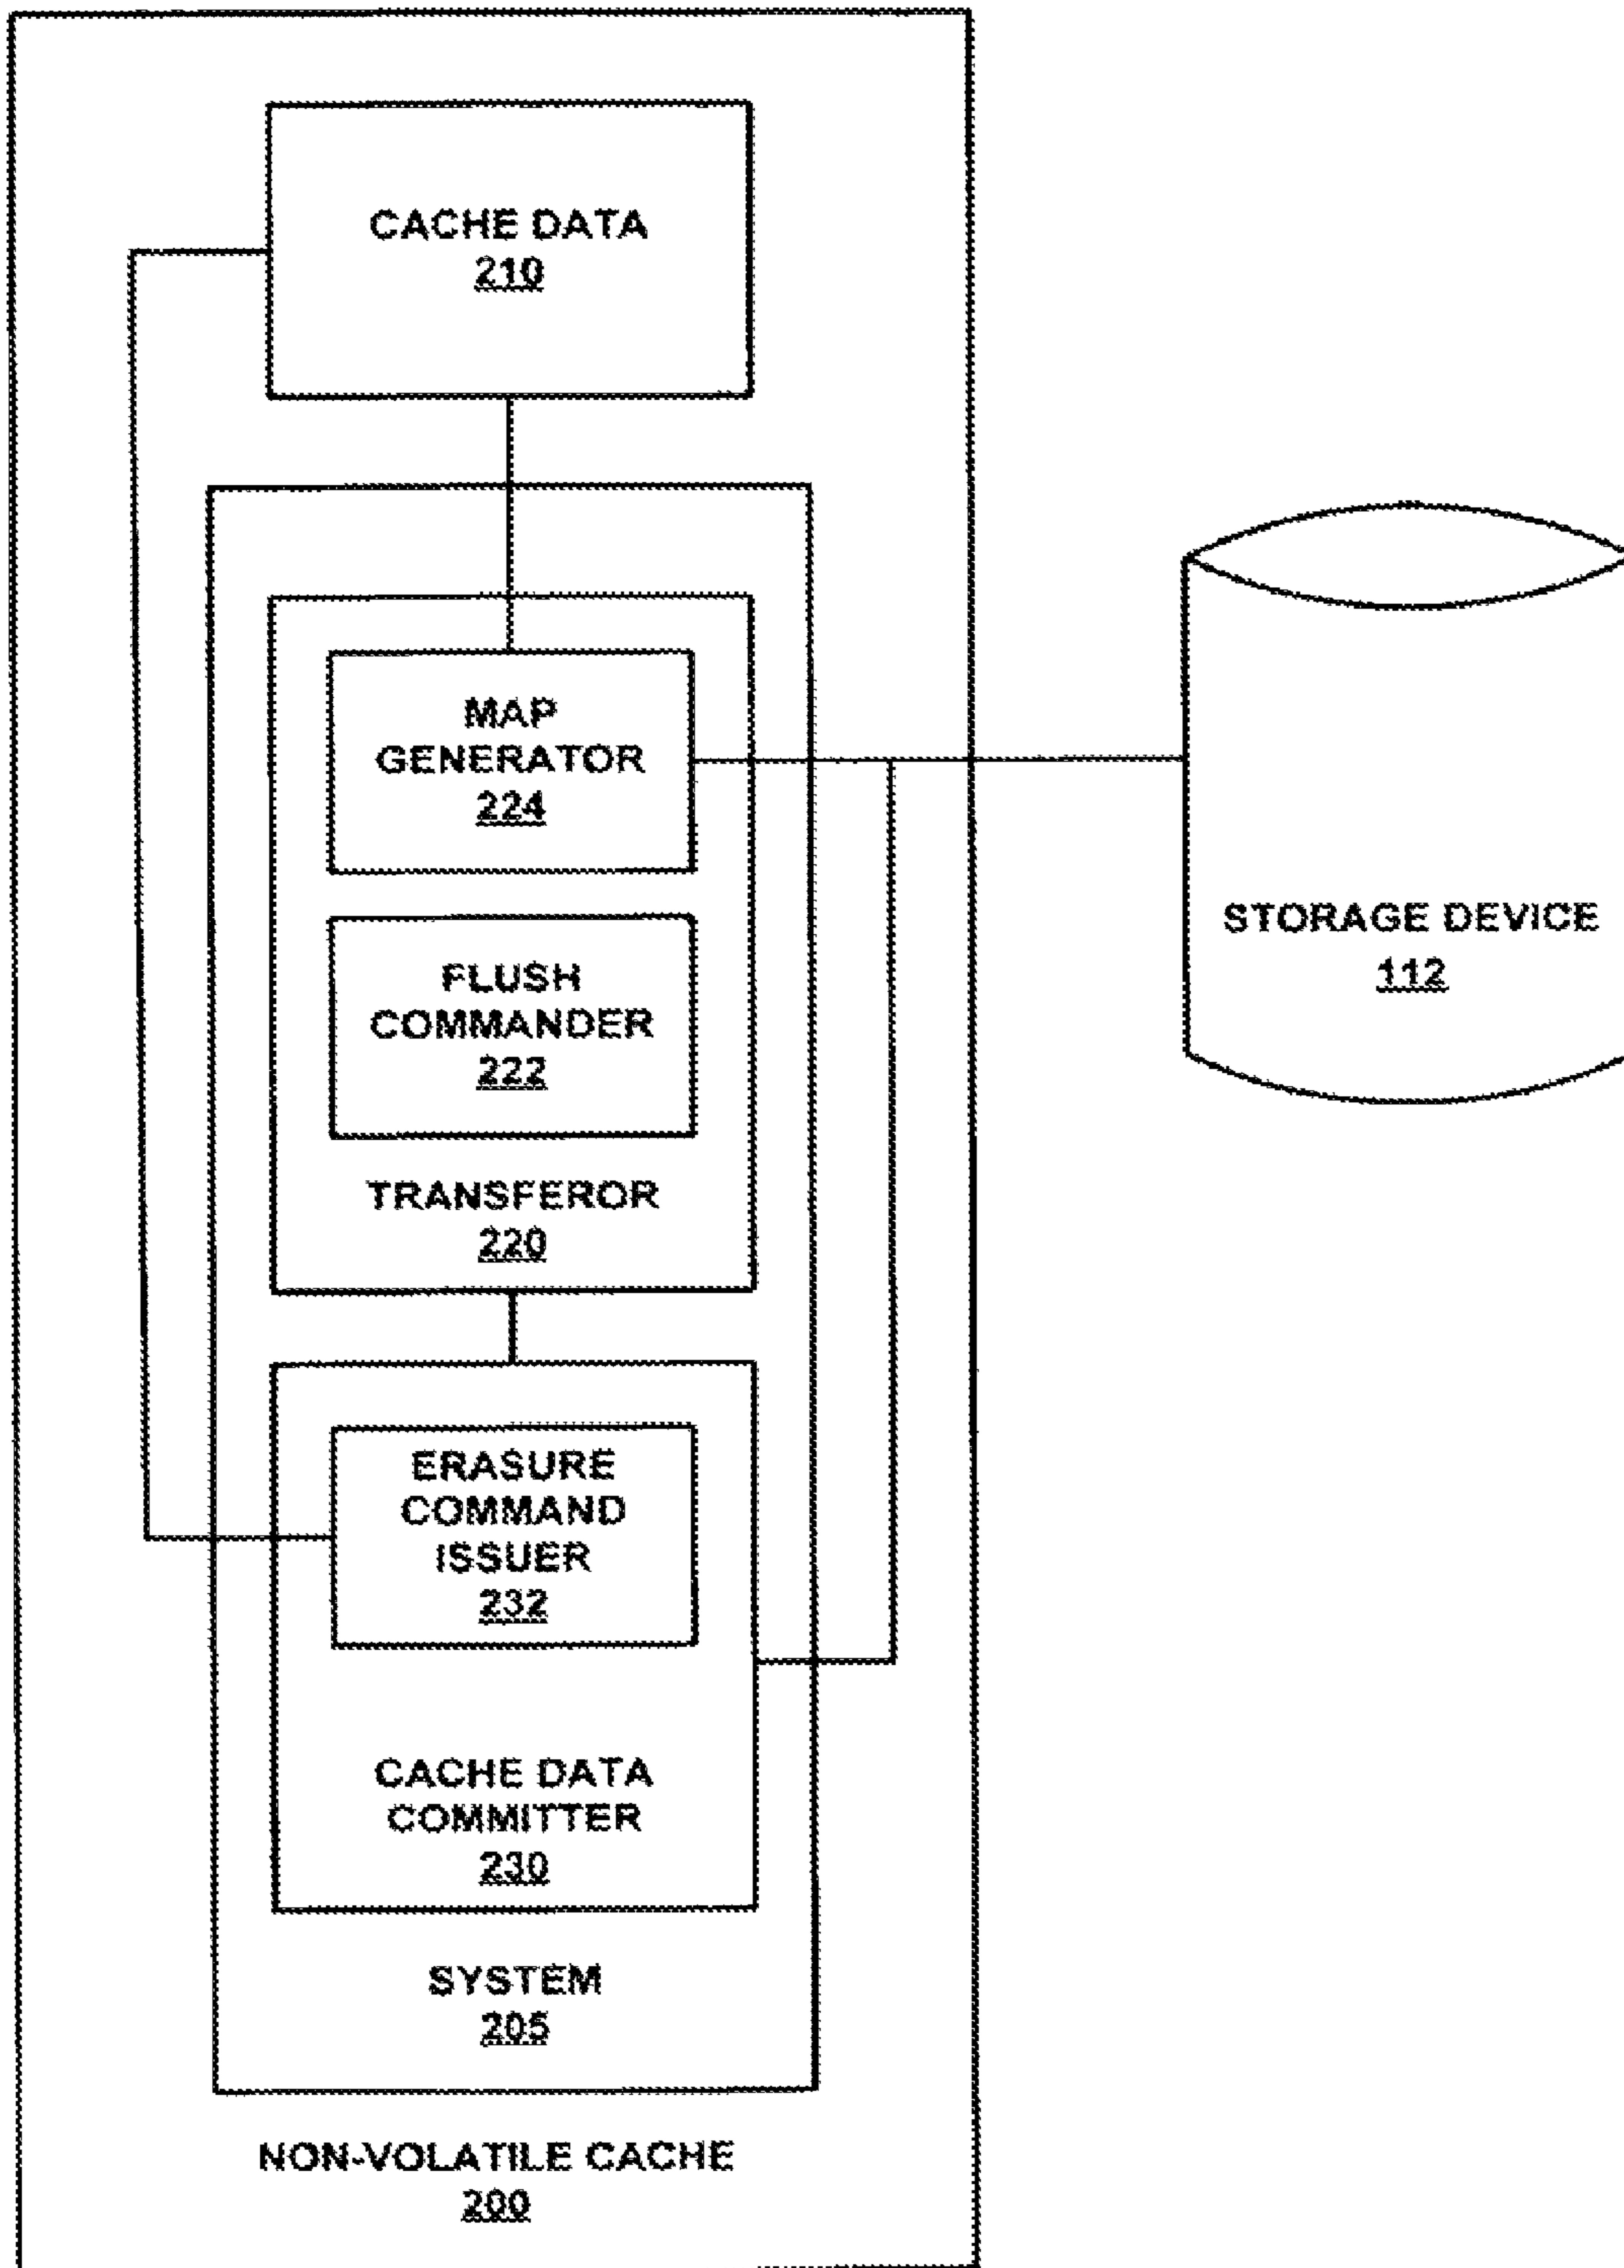 CACHE DATA
210
MAP
GENERATOR
224
FLUSH
COMMANDER
222
TRANSFEROR
220
ERASURE
COMMAND
ISSUER
232
CACHE DATA
COMMITTER
230
SYSTEM
205
NON-VOLATILE CACHE
200
STORAGE DEVICE
112